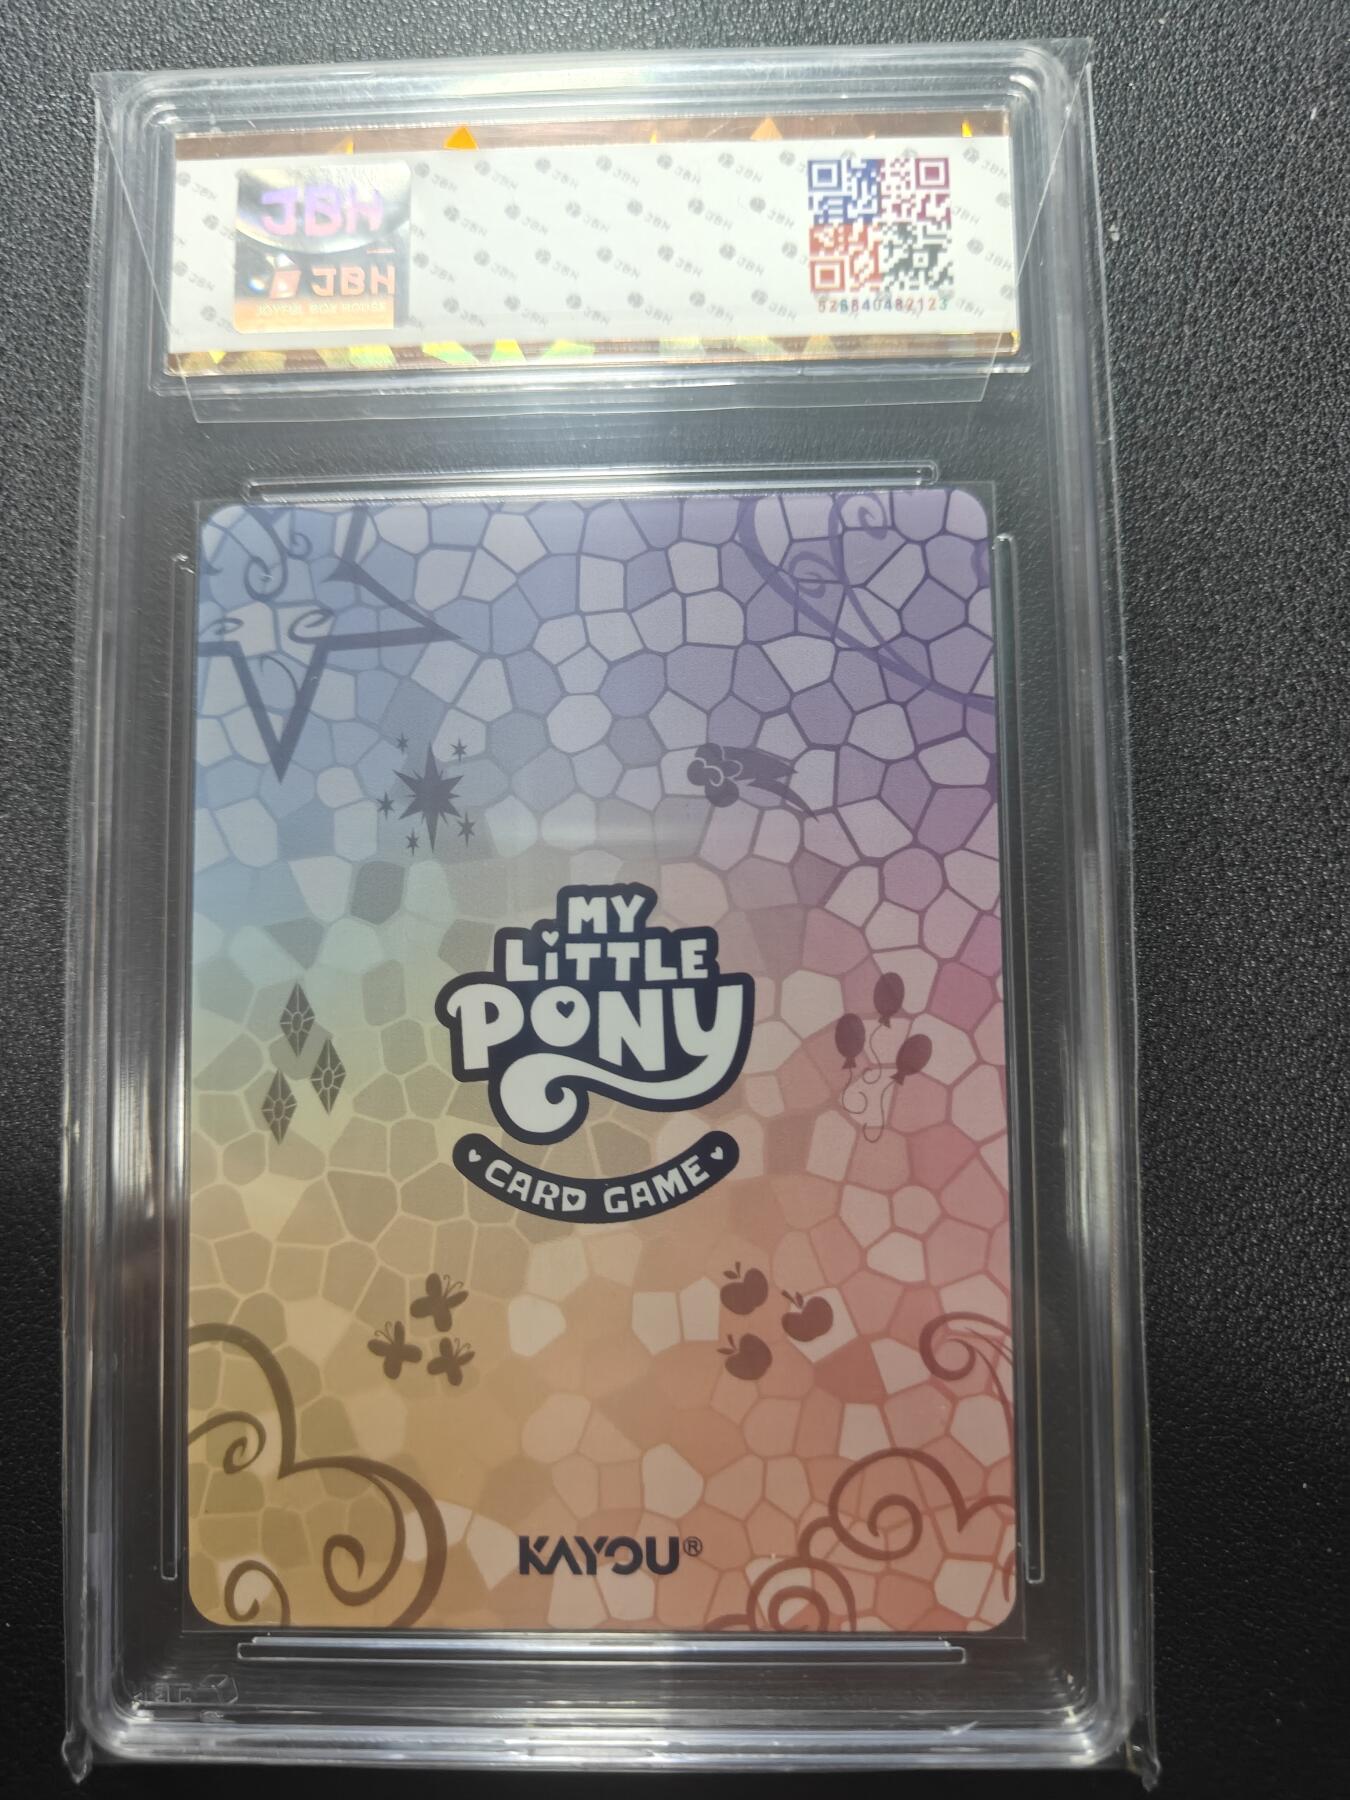 JBH
JBH
JOYFUL BOX HOUSE
526840482123
MY
LiTTLE
PONY
CARD GAME
KAYOU®